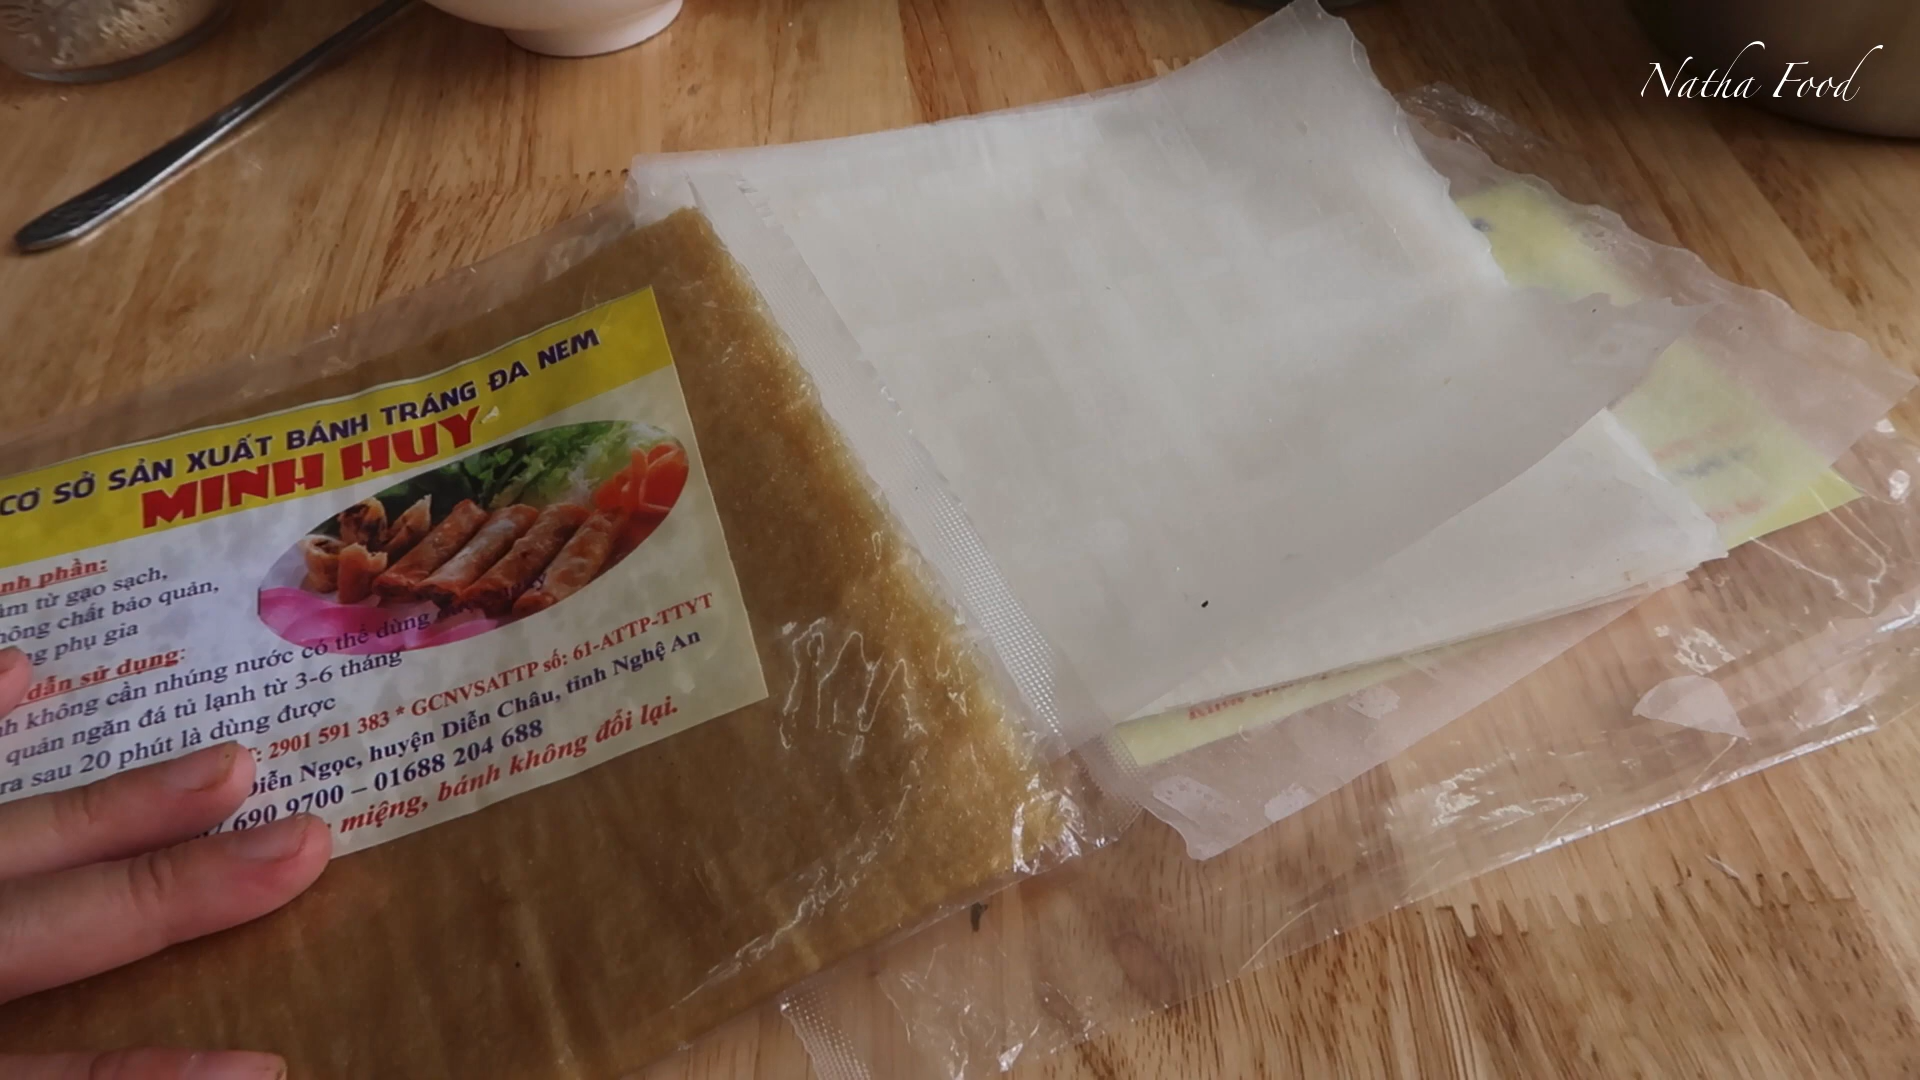 Natha Food
CƠ SỞ SẢN XUẤT BÁNH TRÁNG ĐA NEM
MINH HUY
nh phần:
àm từ gạo sạch,
hông chất bảo quản,
ng phụ gia
dẫn sử dụng:
nh không cần nhúng nước có thể dùng
quản ngăn đá tủ lạnh từ 3-6 tháng
ra sau 20 phút là dùng được
T: 2901 591 383 * GCNVSATTP số: 61-ATTP-TTYT
Diễn Ngọc, huyện Diễn Châu, tỉnh Nghệ An
690 9700 – 01688 204 688
miệng, bánh không đổi lại.